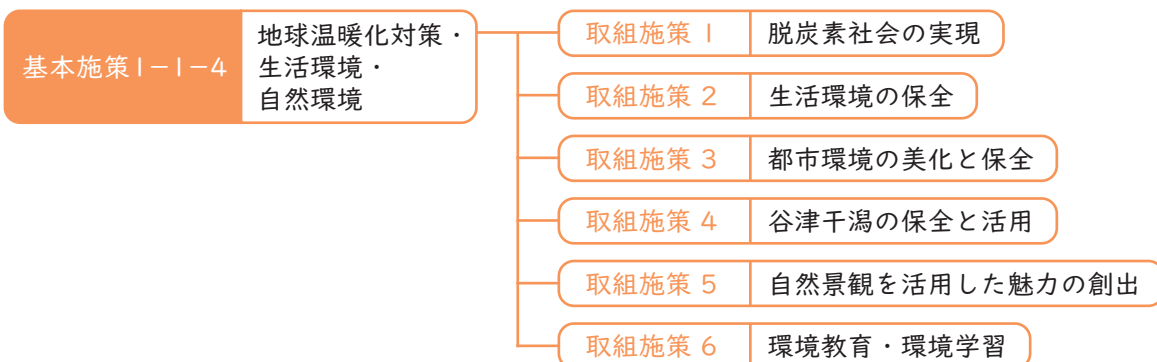 基本施策1-1-4
地球温暖化対策・
生活環境・
自然環境
取組施策 1 脱炭素社会の実現
取組施策 2 生活環境の保全
取組施策 3 都市環境の美化と保全
取組施策 4 谷津干潟の保全と活用
取組施策 5 自然景観を活用した魅力の創出
取組施策 6 環境教育・環境学習